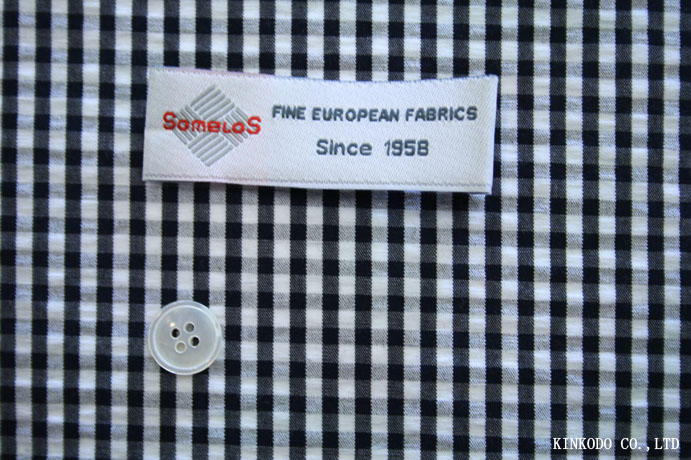 SomeLoS
FINE EUROPEAN FABRICS
Since 1958
KINKODO CO.,LTD